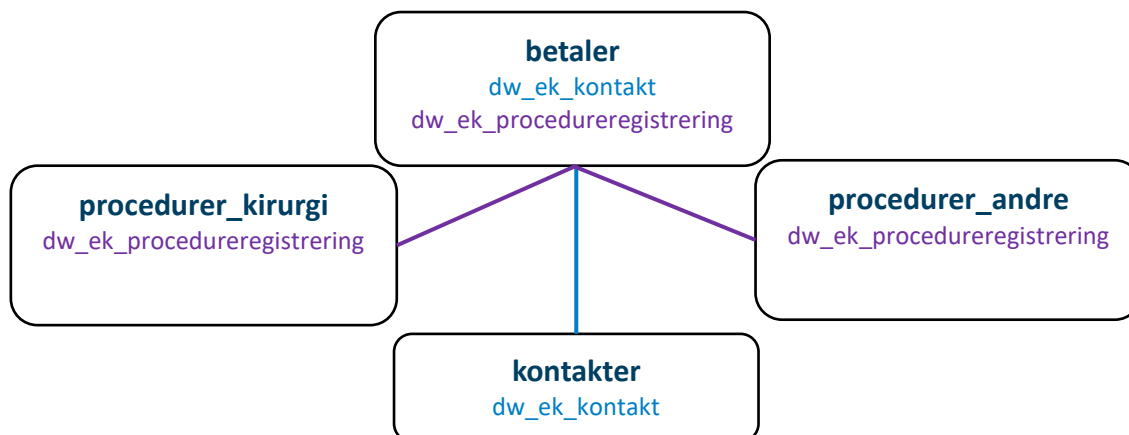 betaler
dw_ek_kontakt
dw_ek_procedureregistrering
procedurer_kirurgi
dw_ek_procedureregistrering
procedurer_andre
dw_ek_procedureregistrering
kontakter
dw_ek_kontakt